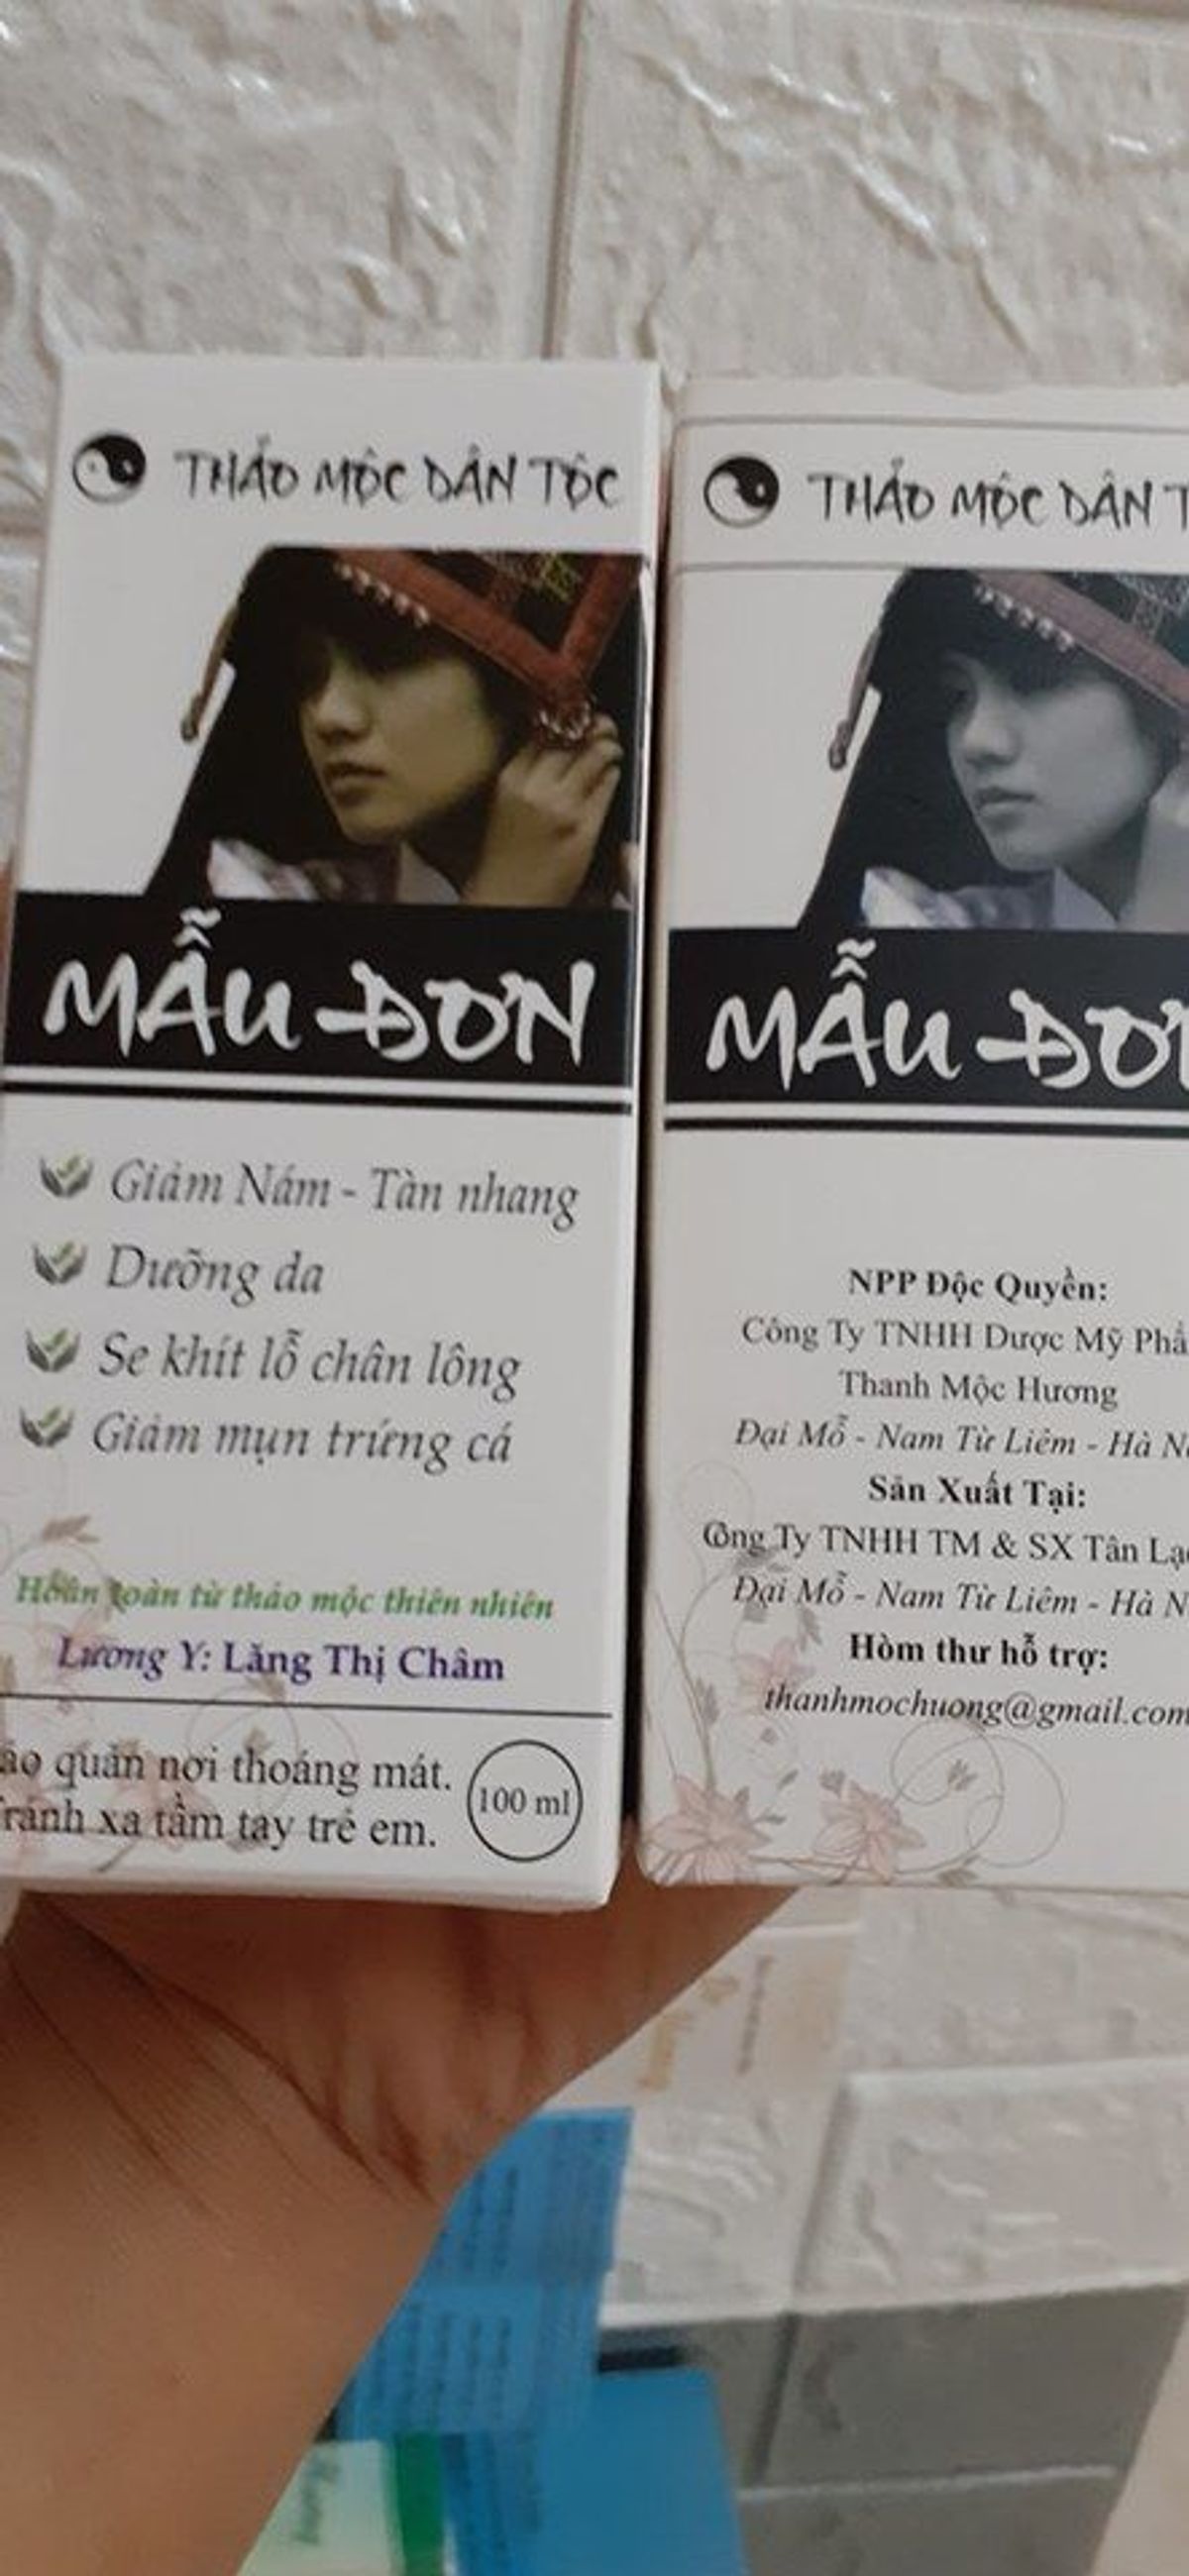 THẢO MỘC DÂN TỘC
MẪU ĐƠN
Giảm Nám - Tàn nhang
Dưỡng da
Se khít lỗ chân lông
Giảm mụn trứng cá
Hoàn toàn từ thảo mộc thiên nhiên
Lương Y: Lăng Thị Châm
quản nơi thoáng mát.
Tránh xa tầm tay trẻ em.
100 ml
THẢO MỘC DÂN
MẪU
NPP Độc Quyền:
Công Ty TNHH Dược Mỹ
Thanh Mộc Hương
Đại Mỗ - Nam Từ Liêm - Hà
Sản Xuất Tại:
Công Ty TNHH TM & SX Tân
Đại Mỗ - Nam Từ Liêm - Hà
Hòm thư hỗ trợ:
thanhmochuong@gmail.com